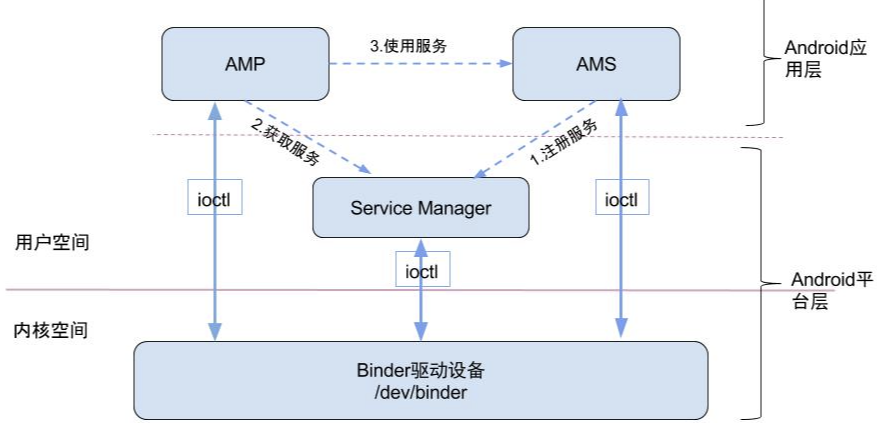 AMP
3.使用服务
AMS
Android应
用层
2.获取服务
1.注册服务
ioctl
Service Manager
ioctl
用户空间
ioctl
Android平
台层
内核空间
Binder驱动设备
/dev/binder